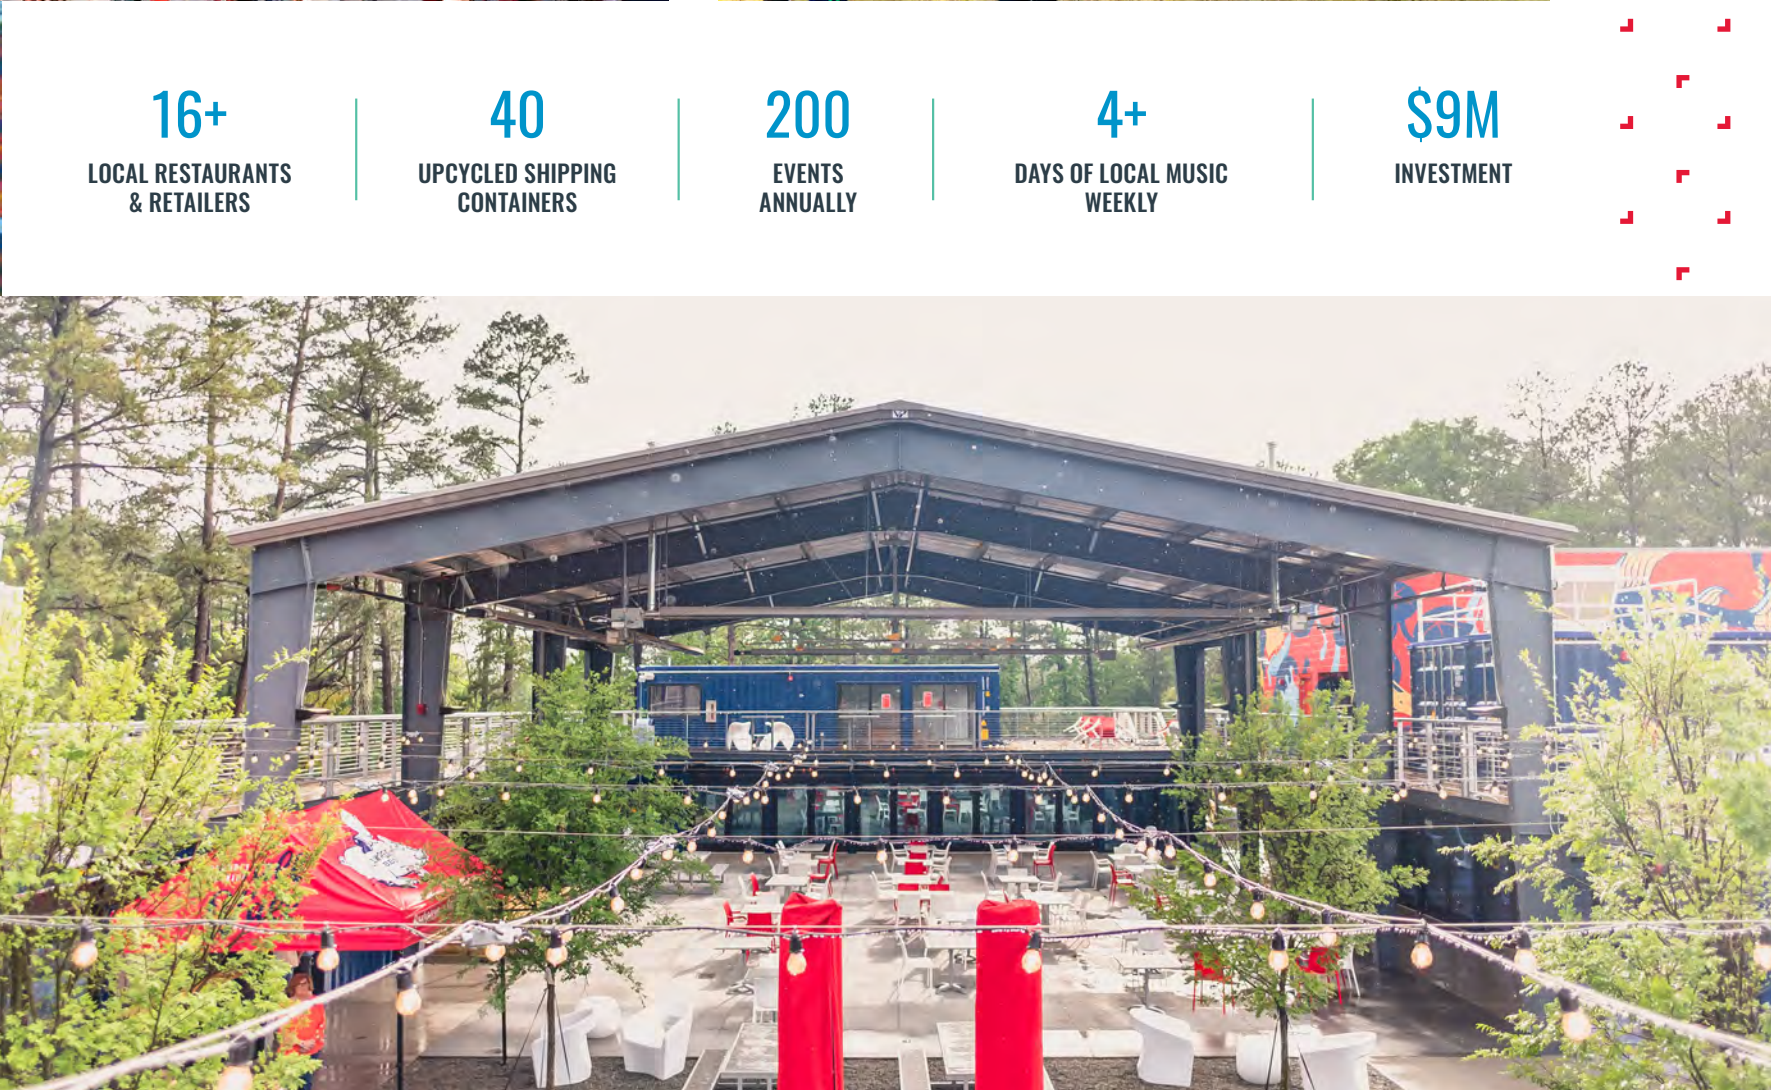 16+
LOCAL RESTAURANTS
& RETAILERS
40
UPCYCLED SHIPPING
CONTAINERS
200
EVENTS
ANNUALLY
4+
DAYS OF LOCAL MUSIC
WEEKLY
$9M
INVESTMENT